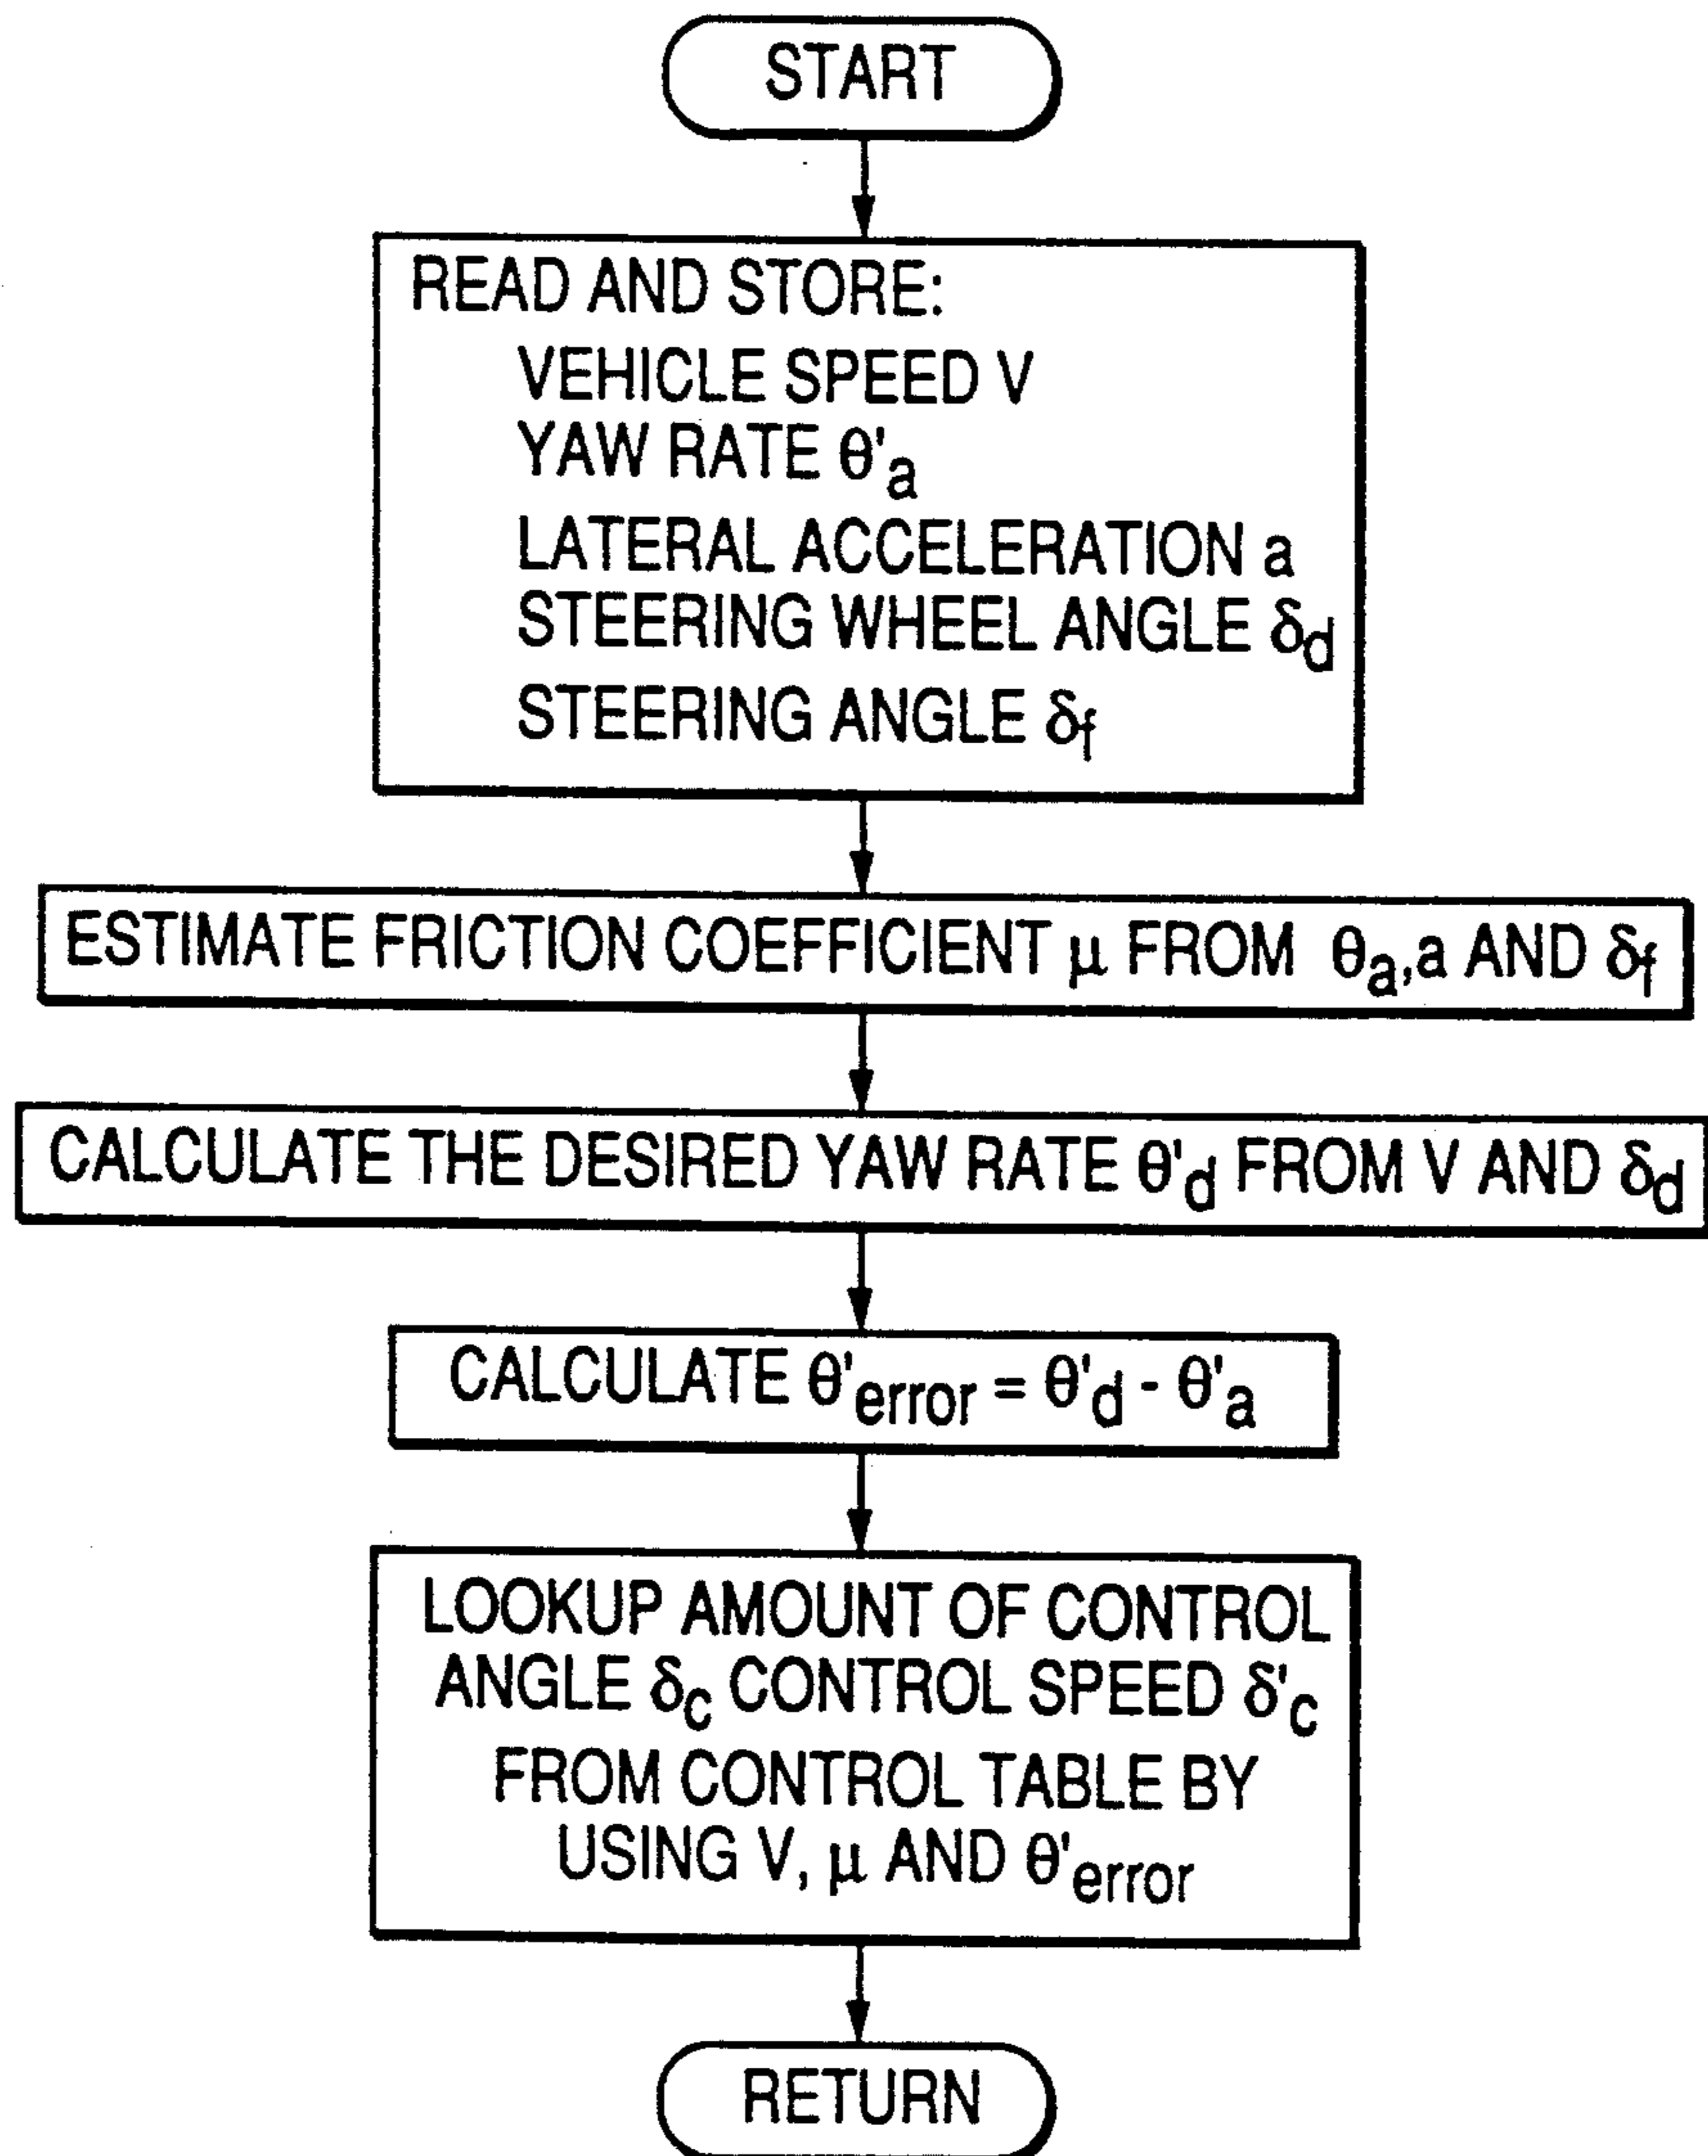 START
READ AND STORE:
VEHICLE SPEED V
YAW RATE θ'a
LATERAL ACCELERATION a
STEERING WHEEL ANGLE δd
STEERING ANGLE δf
ESTIMATE FRICTION COEFFICIENT μ FROM θa,a AND δf
CALCULATE THE DESIRED YAW RATE θ'd FROM V AND δd
CALCULATE θ'error = θ'd - θ'a
LOOKUP AMOUNT OF CONTROL
ANGLE δc CONTROL SPEED δ'c
FROM CONTROL TABLE BY
USING V, μ AND θ'error
RETURN